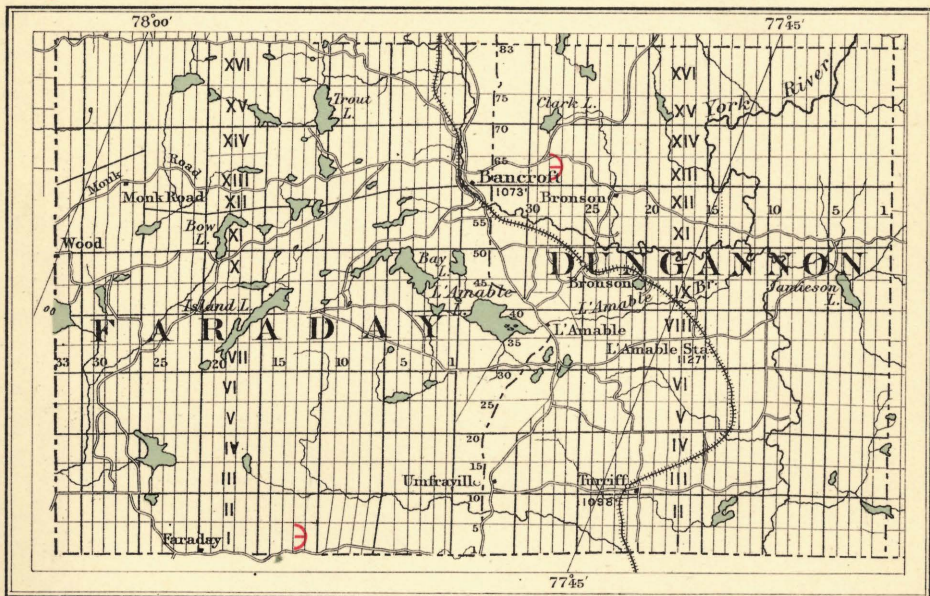 78°00'
77°45'
83
XVI
XVI
York River
Trout L.
75
XV
Clark L.
XV
70
XIV
XIV
65
Monk Road
XIII
XIII
Bancroft
1073'
Monk Road
XII
Bronson
XII
30 25 20 15 10 5 1
Bow L.
55
XI
XI
Wood
50
Bay L.
X
DUNGANNON
45
Bronson
IX
Jamieson L.
L'Amable Br.
L'Amable L.
Island L.
40
FARADAY
L'Amable
VIII
35
L'Amable Sta.
1127'
33 30 25 20 15 10 5 1
VII
30
VI
VI
25
V
V
20
IV
IV
15
III
Umfraville
Turriff
III
10
1098'
II
II
5
Faraday
I
1
77°45'